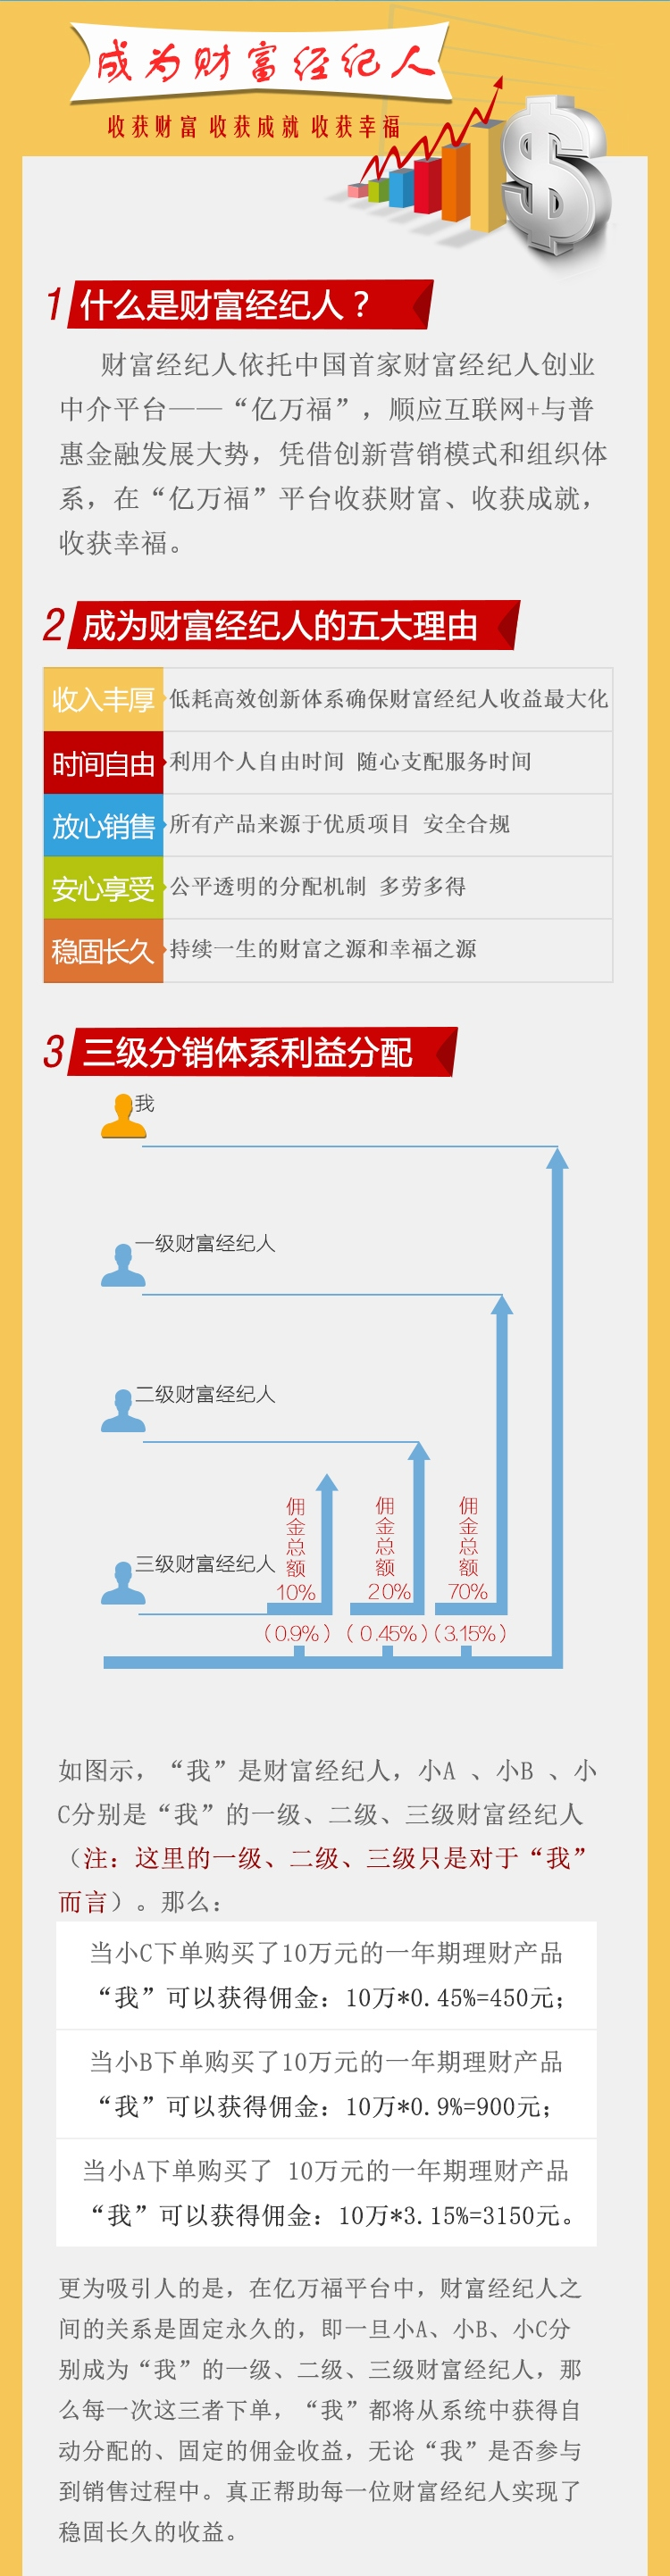 成为财富经纪人
收获财富 收获成就 收获幸福
1 什么是财富经纪人？
财富经纪人依托中国首家财富经纪人创业
中介平台——“亿万福”，顺应互联网+与普
惠金融发展大势，凭借创新营销模式和组织体
系，在“亿万福”平台收获财富、收获成就，
收获幸福。
2 成为财富经纪人的五大理由
收入丰厚 低耗高效创新体系确保财富经纪人收益最大化
时间自由 利用个人自由时间 随心支配服务时间
放心销售 所有产品来源于优质项目 安全合规
安心享受 公平透明的分配机制 多劳多得
稳固长久 持续一生的财富之源和幸福之源
3 三级分销体系利益分配
我
一级财富经纪人
二级财富经纪人
三级财富经纪人
佣金总额10%
佣金总额20%
佣金总额70%
(0.9%) (0.45%) (3.15%)
如图示，“我”是财富经纪人，小A 、小B 、小
C分别是“我”的一级、二级、三级财富经纪人
（注：这里的一级、二级、三级只是对于“我”
而言）。那么：
当小C下单购买了10万元的一年期理财产品
“我”可以获得佣金：10万*0.45%=450元；
当小B下单购买了10万元的一年期理财产品
“我”可以获得佣金：10万*0.9%=900元；
当小A下单购买了 10万元的一年期理财产品
“我”可以获得佣金：10万*3.15%=3150元。
更为吸引人的是，在亿万福平台中，财富经纪人之
间的关系是固定永久的，即一旦小A、小B、小C分
别成为“我”的一级、二级、三级财富经纪人，那
么每一次这三者下单，“我”都将从系统中获得自
动分配的、固定的佣金收益，无论“我”是否参与
到销售过程中。真正帮助每一位财富经纪人实现了
稳固长久的收益。